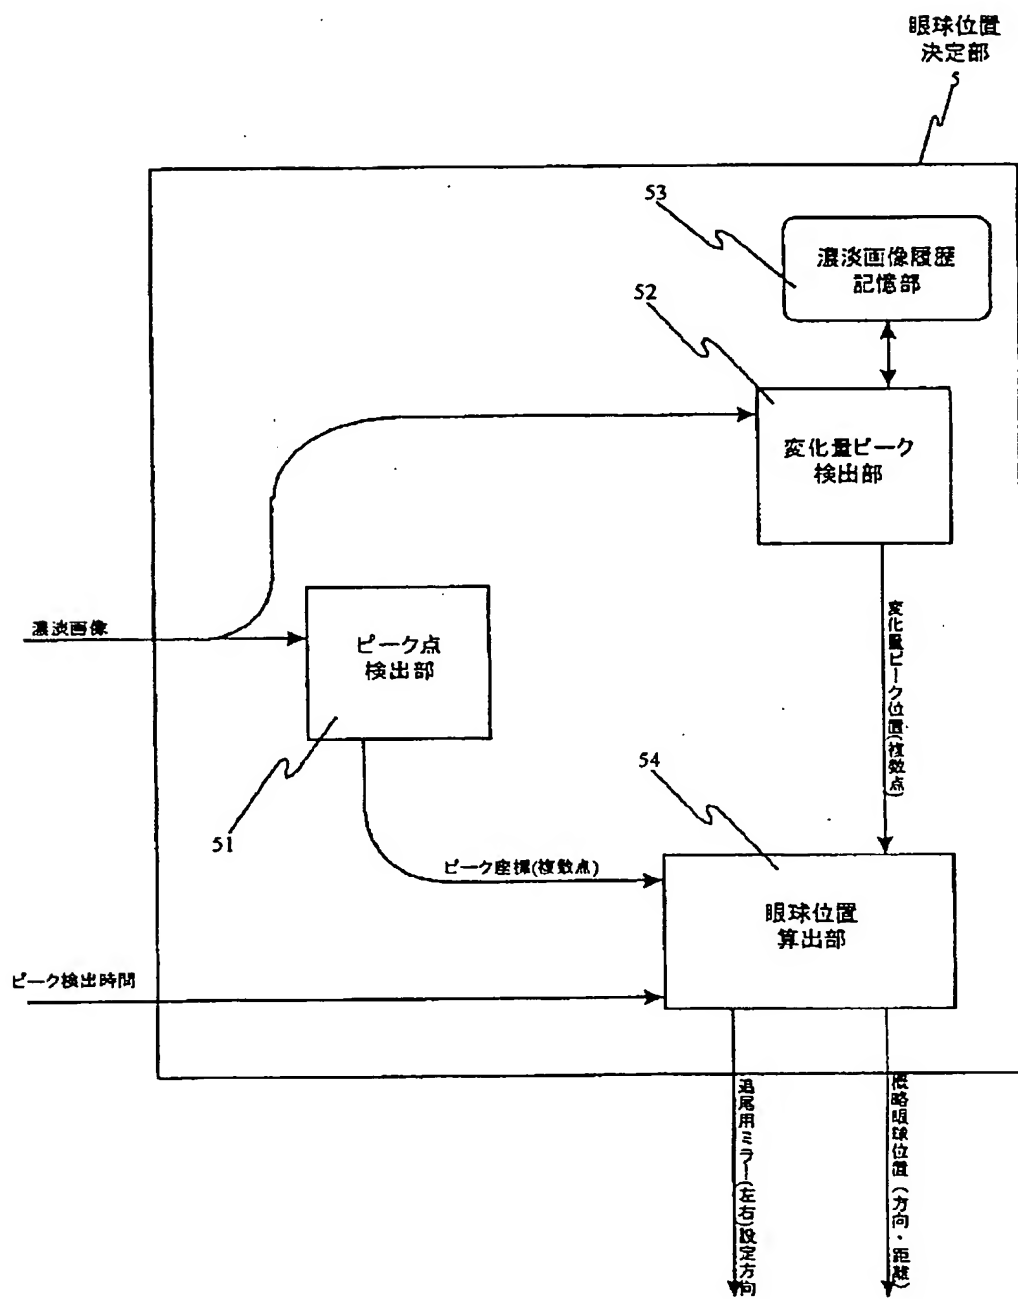 眼球位置
決定部
5
53
濃淡画像履歴
記憶部
52
変化量ピーク
検出部
濃淡画像
ピーク点
検出部
変化量ピーク位置(複数点)
51
54
ピーク座標(複数点)
眼球位置
算出部
ピーク検出時間
追尾用ミラー(左右)設定方向
概略眼球位置(方向・距離)